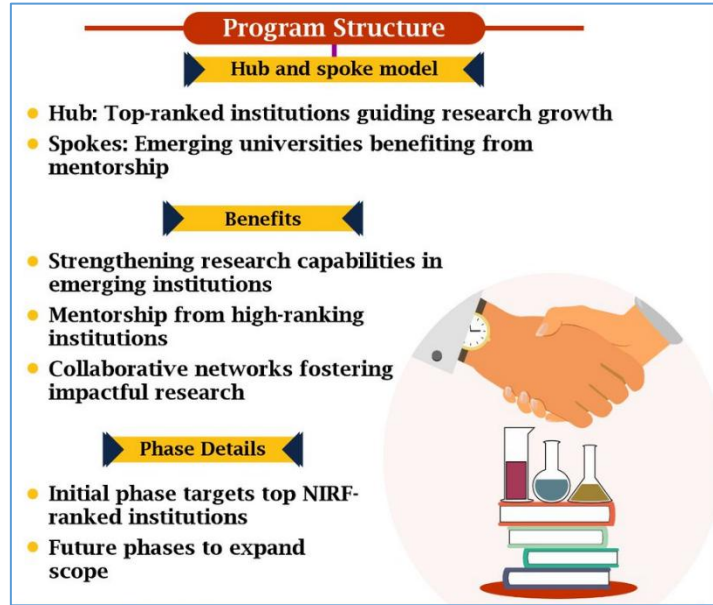 Program Structure
Hub and spoke model
Hub: Top-ranked institutions guiding research growth
Spokes: Emerging universities benefiting from
mentorship
Benefits
Strengthening research capabilities in
emerging institutions
Mentorship from high-ranking
institutions
Collaborative networks fostering
impactful research
Phase Details
Initial phase targets top NIRF-
ranked institutions
Future phases to expand
scope